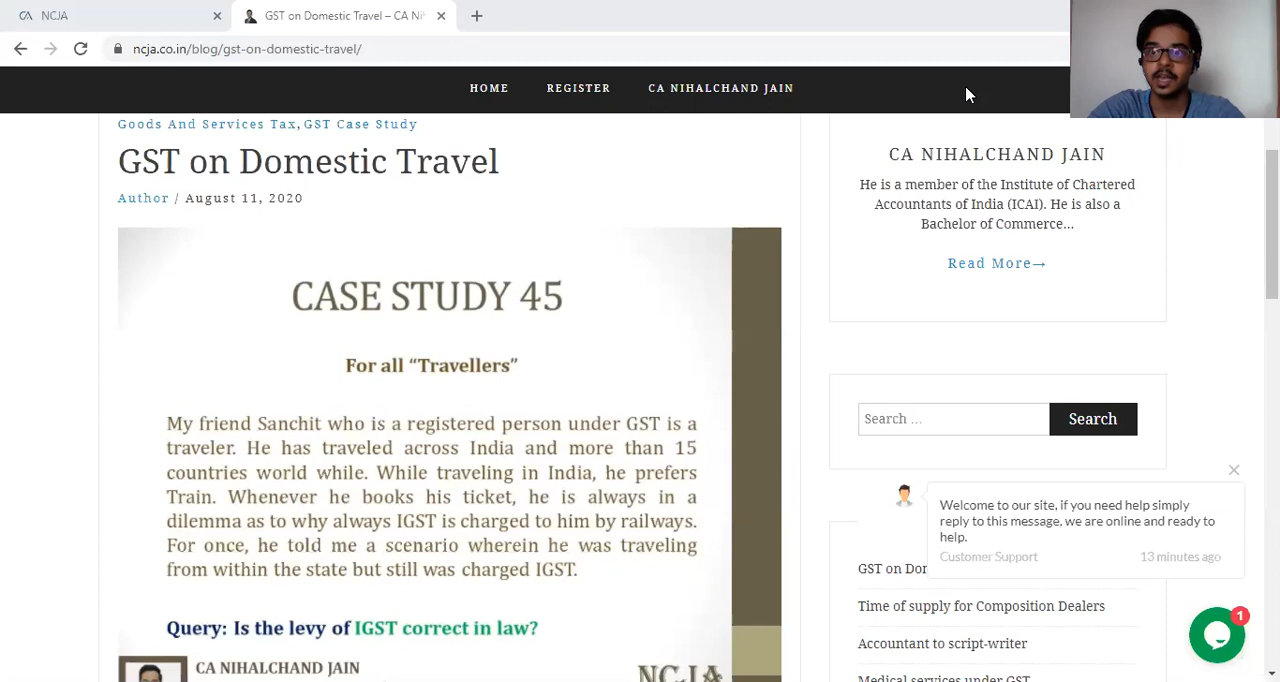 NCJA
GST on Domestic Travel – CA Ni
ncja.co.in/blog/gst-on-domestic-travel/
HOME
REGISTER
CA NIHALCHAND JAIN
Goods And Services Tax, GST Case Study
GST on Domestic Travel
Author / August 11, 2020
CASE STUDY 45
For all “Travellers”
My friend Sanchit who is a registered person under GST is a
traveler. He has traveled across India and more than 15
countries world while. While traveling in India, he prefers
Train. Whenever he books his ticket, he is always in a
dilemma as to why always IGST is charged to him by railways.
For once, he told me a scenario wherein he was traveling
from within the state but still was charged IGST.
Query: Is the levy of IGST correct in law?
CA NIHALCHAND JAIN
NCJA
CA NIHALCHAND JAIN
He is a member of the Institute of Chartered
Accountants of India (ICAI). He is also a
Bachelor of Commerce...
Read More→
Search …
Search
Welcome to our site, if you need help simply
reply to this message, we are online and ready to
help.
Customer Support
13 minutes ago
GST on Dor
Time of supply for Composition Dealers
Accountant to script-writer
Medical services under GST
1